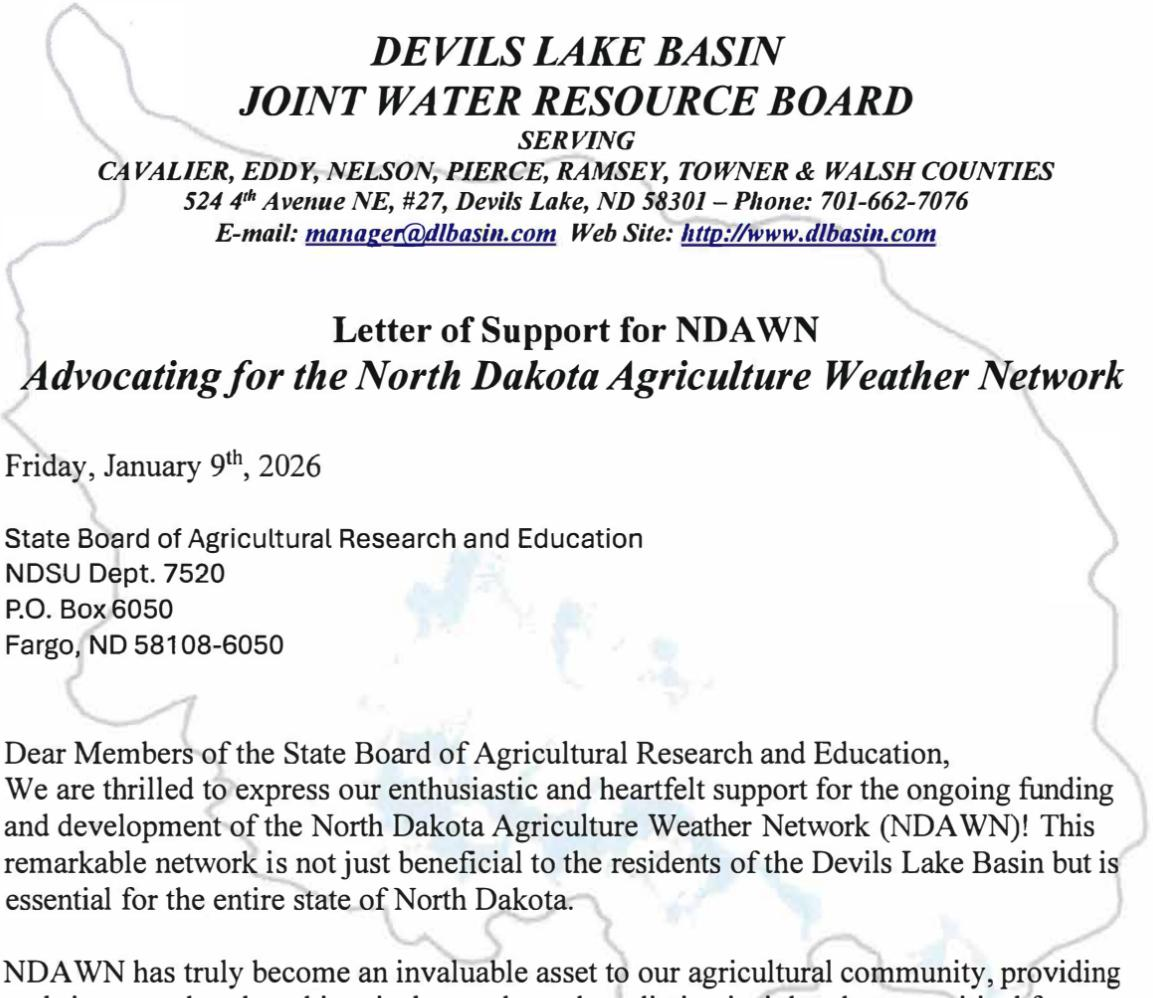 DEVILS LAKE BASIN
JOINT WATER RESOURCE BOARD
SERVING
CAVALIER, EDDY, NELSON, PIERCE, RAMSEY, TOWNER & WALSH COUNTIES
524 4th Avenue NE, #27, Devils Lake, ND 58301 – Phone: 701-662-7076
E-mail: manager@dlbasin.com Web Site: http://www.dlbasin.com
Letter of Support for NDAWN
Advocating for the North Dakota Agriculture Weather Network
Friday, January 9th, 2026
State Board of Agricultural Research and Education
NDSU Dept. 7520
P.O. Box 6050
Fargo, ND 58108-6050
Dear Members of the State Board of Agricultural Research and Education,
We are thrilled to express our enthusiastic and heartfelt support for the ongoing funding
and development of the North Dakota Agriculture Weather Network (NDAWN)! This
remarkable network is not just beneficial to the residents of the Devils Lake Basin but is
essential for the entire state of North Dakota.
NDAWN has truly become an invaluable asset to our agricultural community, providing